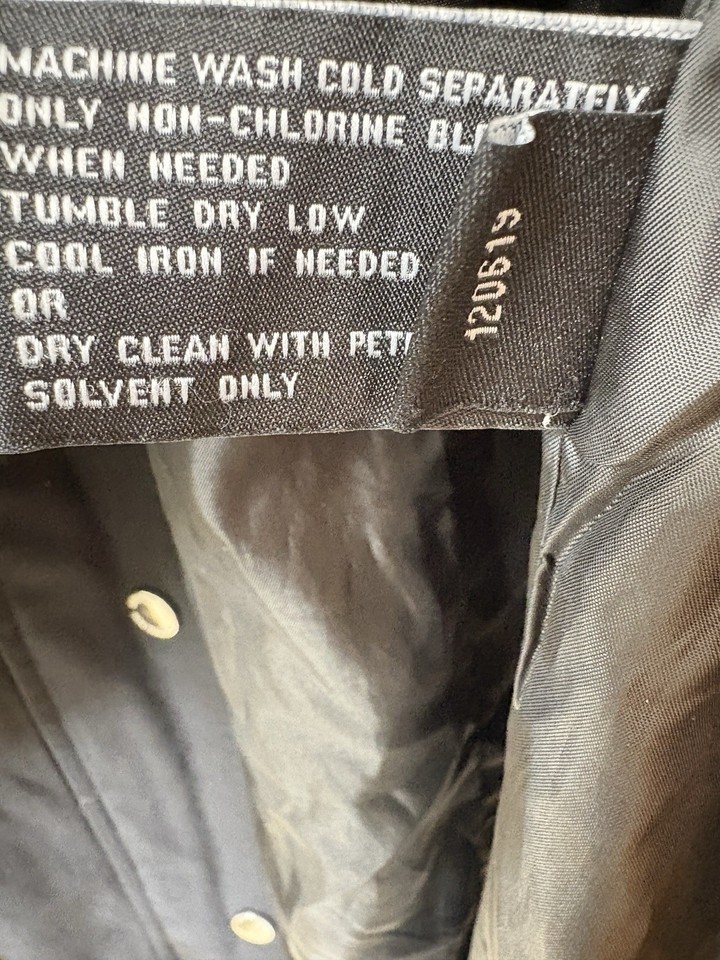 MACHINE WASH COLD SEPARATELY
ONLY NON-CHLORINE
WHEN NEEDED
TUMBLE DRY LOW
COOL IRON IF NEEDED
OR
DRY CLEAN WITH
SOLVENT ONLY
120619